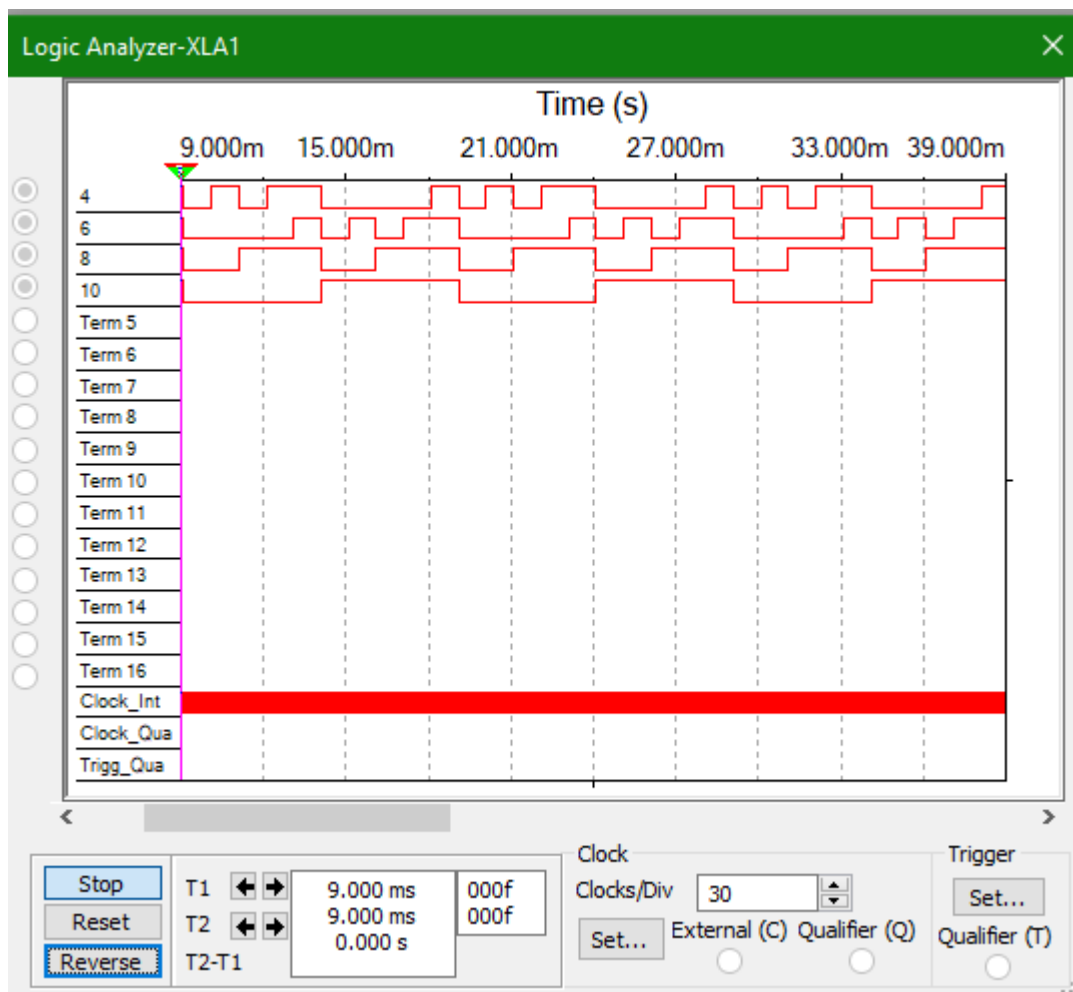 Logic Analyzer-XLA1
Time (s)
9.000m 15.000m 21.000m 27.000m 33.000m 39.000m
4
6
8
10
Term 5
Term 6
Term 7
Term 8
Term 9
Term 10
Term 11
Term 12
Term 13
Term 14
Term 15
Term 16
Clock_Int
Clock_Qua
Trigg_Qua
Stop
Reset
Reverse
T1 9.000 ms 000f
T2 9.000 ms 000f
T2-T1 0.000 s
Clock
Clocks/Div 30
Set... External (C) Qualifier (Q)
Trigger
Set...
Qualifier (T)